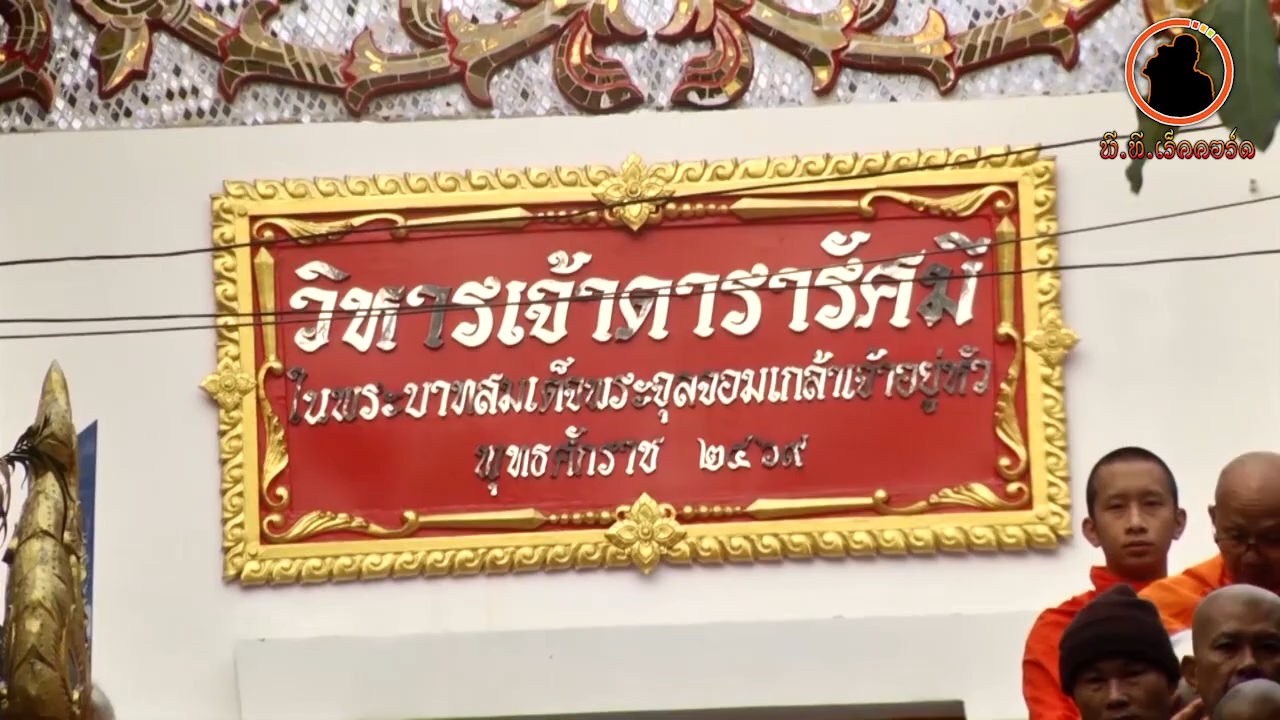 ที.ที.เร็คคอร์ด
วิหารเจ้าดารารัศมี
ในพระบาทสมเด็จพระจุลจอมเกล้าเจ้าอยู่หัว
พุทธศักราช ๒๕๖๙